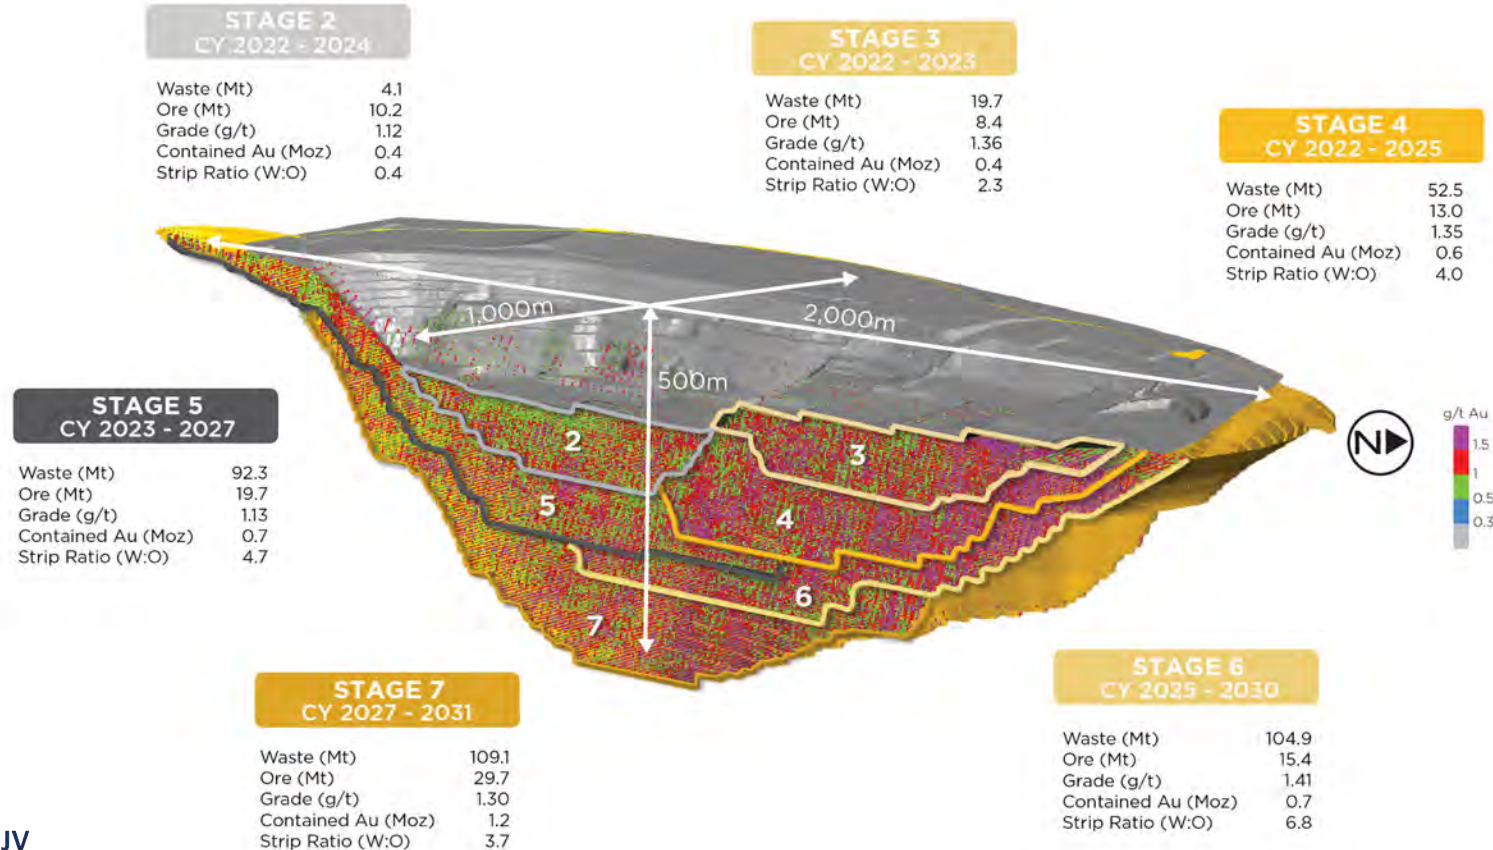 STAGE 2
CY 2022 - 2024
Waste (Mt) 4.1
Ore (Mt) 10.2
Grade (g/t) 1.12
Contained Au (Moz) 0.4
Strip Ratio (W:O) 0.4
STAGE 3
CY 2022 - 2023
Waste (Mt) 19.7
Ore (Mt) 8.4
Grade (g/t) 1.36
Contained Au (Moz) 0.4
Strip Ratio (W:O) 2.3
STAGE 4
CY 2022 - 2025
Waste (Mt) 52.5
Ore (Mt) 13.0
Grade (g/t) 1.35
Contained Au (Moz) 0.6
Strip Ratio (W:O) 4.0
1,000m
2,000m
500m
2
3
4
5
6
7
STAGE 5
CY 2023 - 2027
Waste (Mt) 92.3
Ore (Mt) 19.7
Grade (g/t) 1.13
Contained Au (Moz) 0.7
Strip Ratio (W:O) 4.7
N
g/t Au
1.5
1
0.5
0.3
STAGE 7
CY 2027 - 2031
Waste (Mt) 109.1
Ore (Mt) 29.7
Grade (g/t) 1.30
Contained Au (Moz) 1.2
Strip Ratio (W:O) 3.7
STAGE 6
CY 2025 - 2030
Waste (Mt) 104.9
Ore (Mt) 15.4
Grade (g/t) 1.41
Contained Au (Moz) 0.7
Strip Ratio (W:O) 6.8
JV